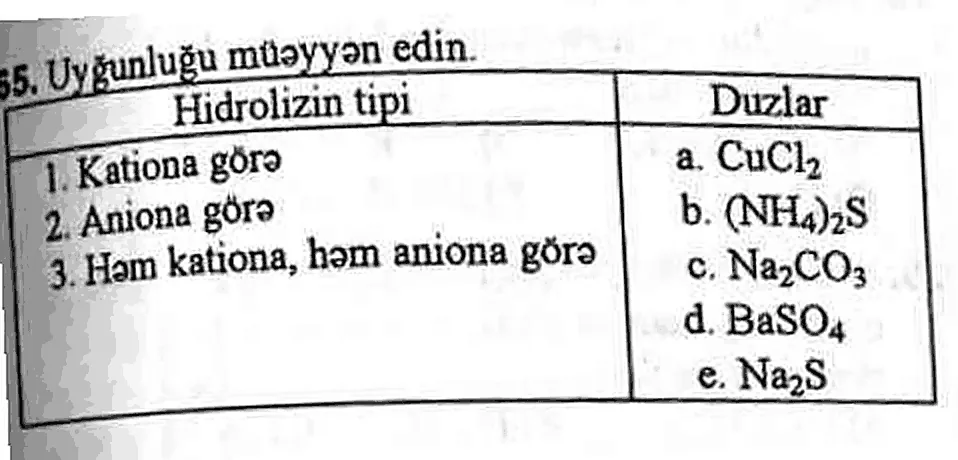 55. Uyğunluğu müəyyən edin.
Hidrolizin tipi
Duzlar
1. Kationa görə
2. Aniona görə
3. Həm kationa, həm aniona görə
a. CuCl₂
b. (NH₄)₂S
c. Na₂CO₃
d. BaSO₄
e. Na₂S